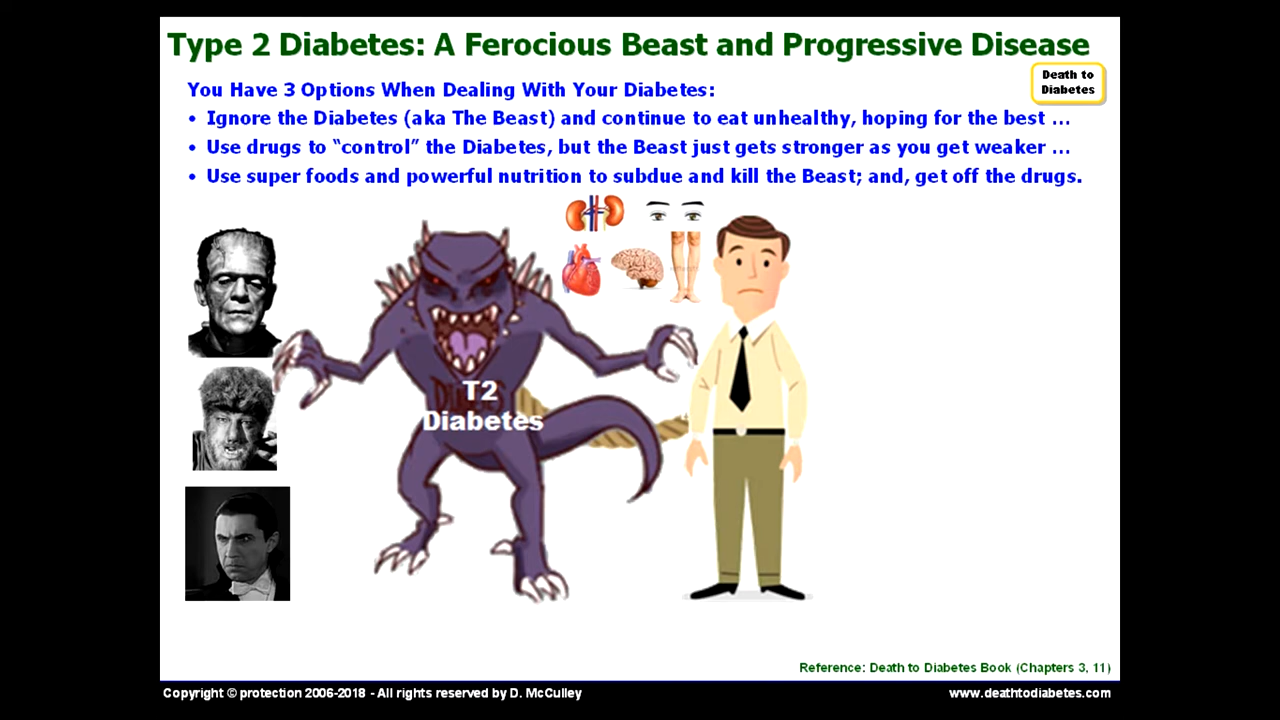 Type 2 Diabetes: A Ferocious Beast and Progressive Disease
Death to
Diabetes
You Have 3 Options When Dealing With Your Diabetes:
• Ignore the Diabetes (aka The Beast) and continue to eat unhealthy, hoping for the best ...
• Use drugs to “control” the Diabetes, but the Beast just gets stronger as you get weaker ...
• Use super foods and powerful nutrition to subdue and kill the Beast; and, get off the drugs.
T2
Diabetes
Reference: Death to Diabetes Book (Chapters 3, 11)
Copyright © protection 2006-2018 - All rights reserved by D. McCulley
www.deathtodiabetes.com